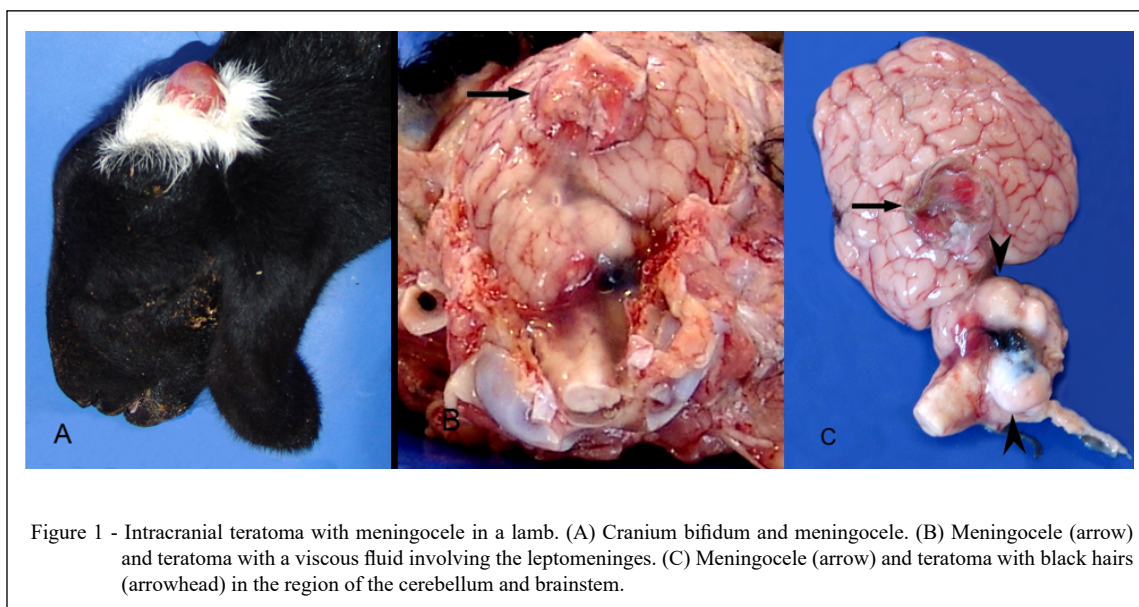 A
B
C
Figure 1 - Intracranial teratoma with meningocele in a lamb. (A) Cranium bifidum and meningocele. (B) Meningocele (arrow)
and teratoma with a viscous fluid involving the leptomeninges. (C) Meningocele (arrow) and teratoma with black hairs
(arrowhead) in the region of the cerebellum and brainstem.